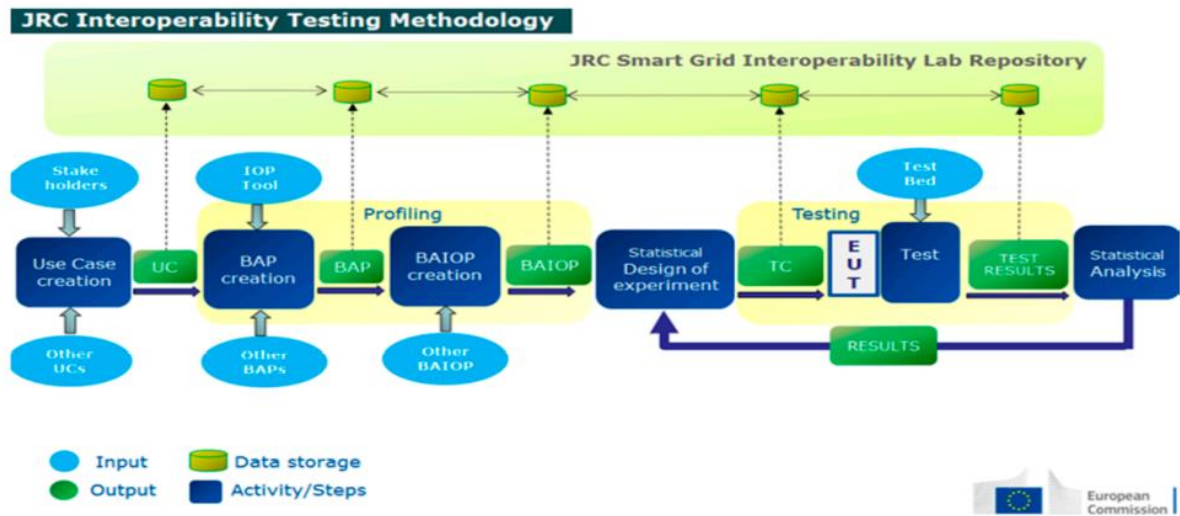 JRC Interoperability Testing Methodology
JRC Smart Grid Interoperability Lab Repository
Stake
holders
IOP
Tool
Test
Bed
Profiling
Testing
Use Case
creation
UC
BAP
creation
BAP
BAIOP
creation
BAIOP
Statistical
Design of
experiment
TC
E
U
T
Test
TEST
RESULTS
Statistical
Analysis
Other
UCs
Other
BAPs
Other
BAIOP
RESULTS
Input
Data storage
Output
Activity/Steps
European
Commission